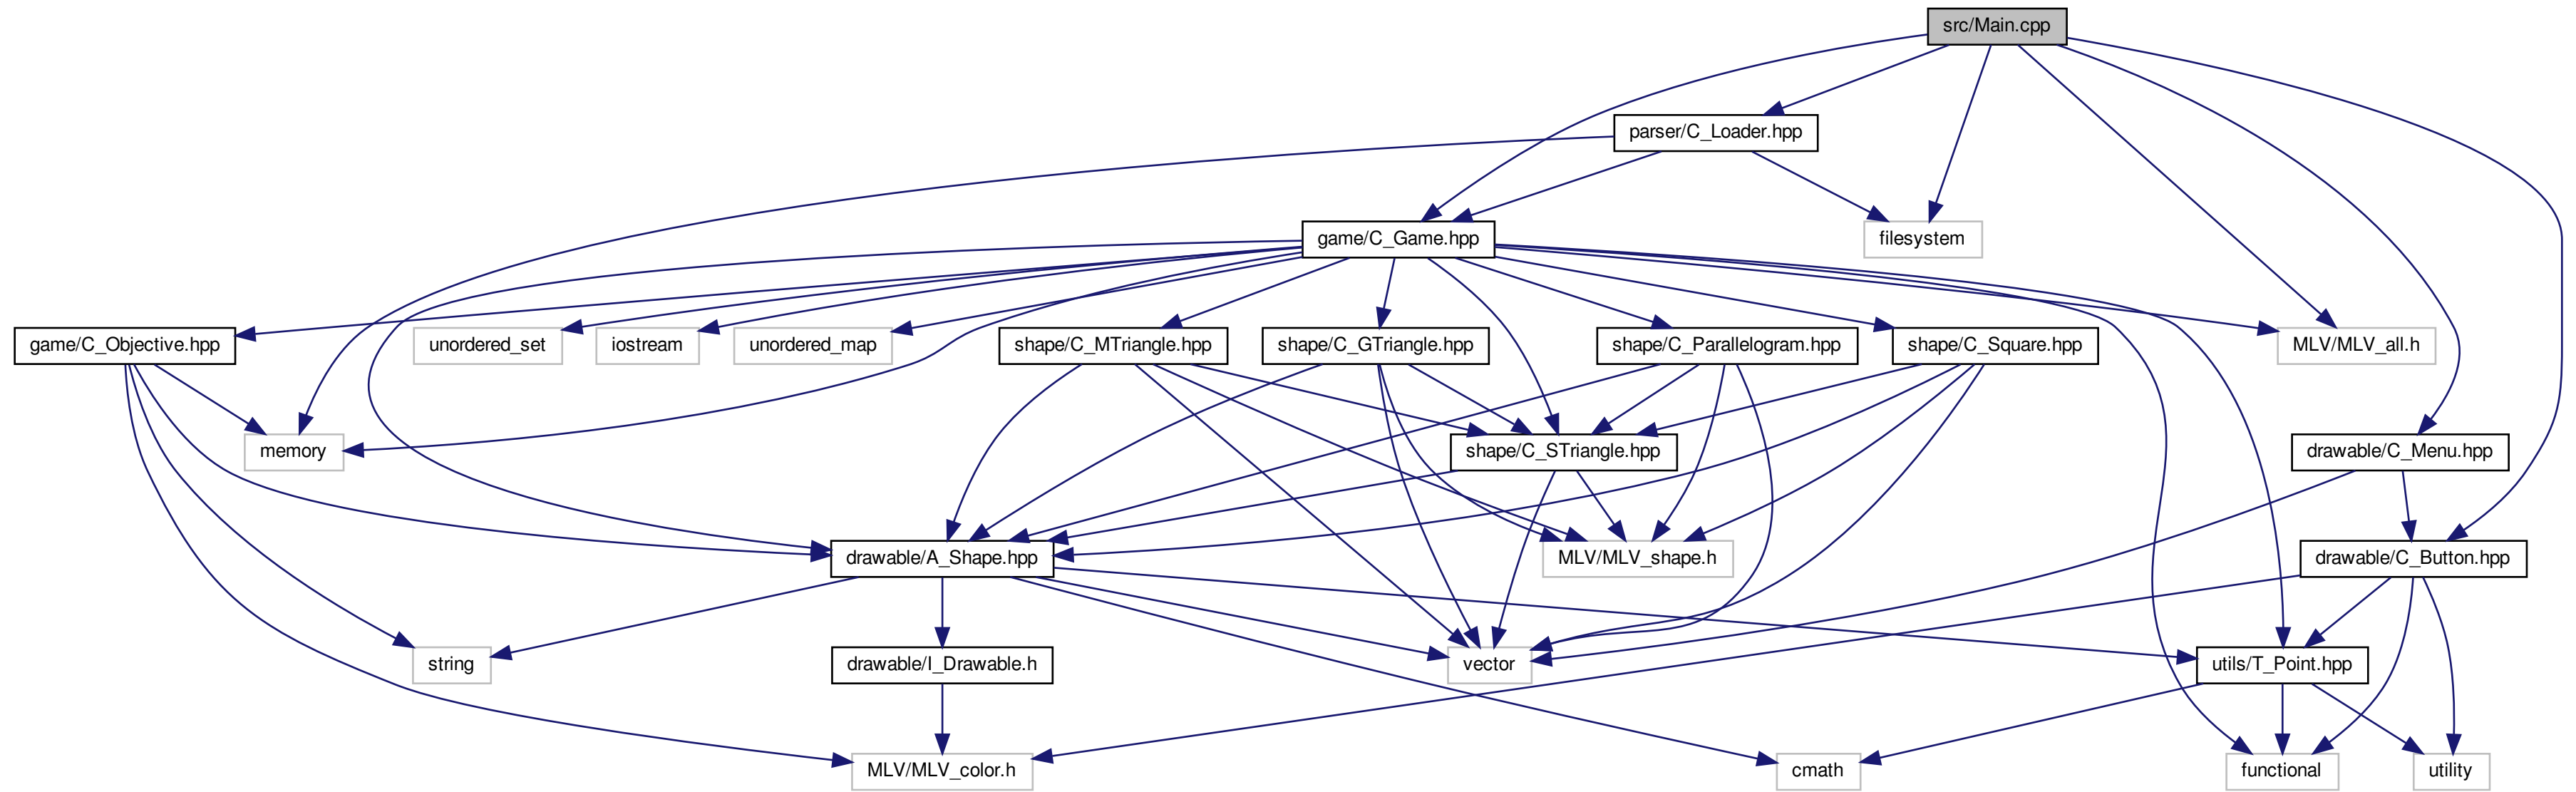 src/Main.cpp
parser/C_Loader.hpp
game/C_Game.hpp
filesystem
game/C_Objective.hpp
unordered_set
iostream
unordered_map
shape/C_MTriangle.hpp
shape/C_GTriangle.hpp
shape/C_Parallelogram.hpp
shape/C_Square.hpp
MLV/MLV_all.h
memory
shape/C_STriangle.hpp
drawable/C_Menu.hpp
drawable/A_Shape.hpp
MLV/MLV_shape.h
drawable/C_Button.hpp
string
drawable/I_Drawable.h
vector
utils/T_Point.hpp
MLV/MLV_color.h
cmath
functional
utility